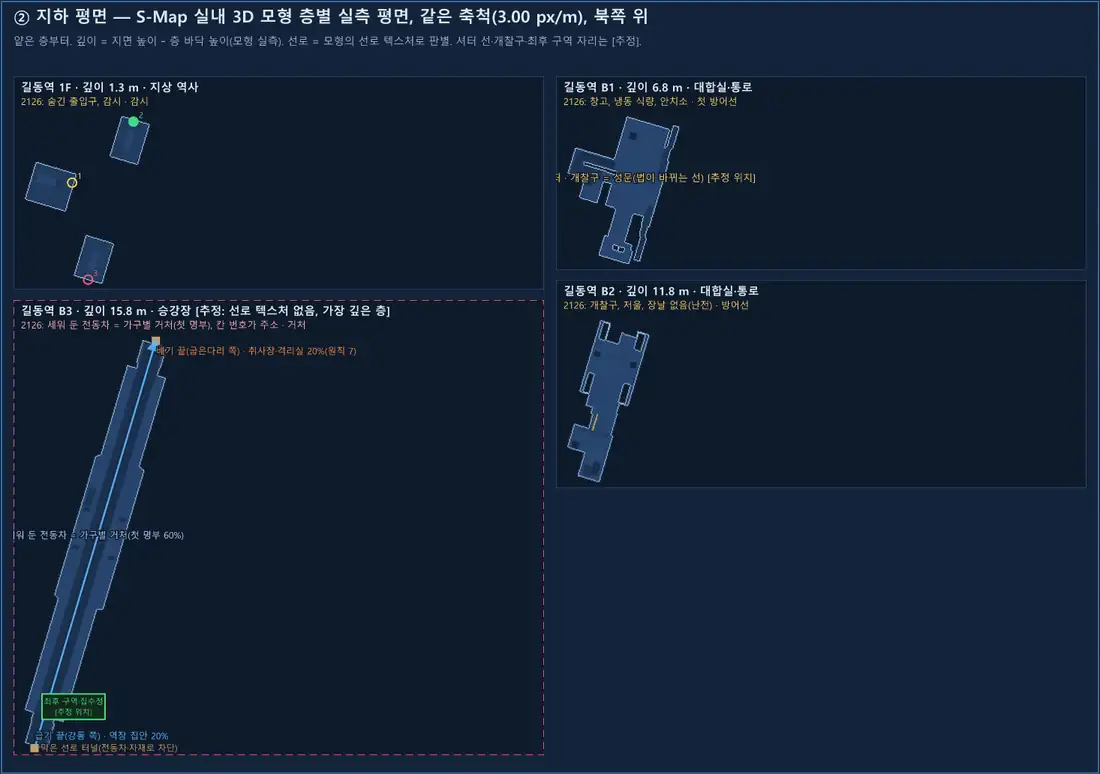 ② 지하 평면 — S-Map 실내 3D 모형 층별 실측 평면, 같은 축척(3.00 px/m), 북쪽 위
얕은 층부터. 깊이 = 지면 높이 − 층 바닥 높이(모형 실측). 선로 = 모형의 선로 텍스처로 판별. 셔터 선·개찰구·최후 구역 자리는 [추정].
길동역 1F · 깊이 1.3 m · 지상 역사
2126: 숨긴 출입구, 감시 · 감시
2
1
3
길동역 B1 · 깊이 6.8 m · 대합실·통로
2126: 창고, 냉동 식량, 안치소 · 첫 방어선
· 개찰구 = 성문(법이 바뀌는 선) [추정 위치]
길동역 B2 · 깊이 11.8 m · 대합실·통로
2126: 개찰구, 저울, 장날 없음(난전) · 방어선
길동역 B3 · 깊이 15.8 m · 승강장 [추정: 선로 텍스처 없음, 가장 깊은 층]
2126: 세워 둔 전동차 = 가구별 거처(첫 명부), 칸 번호가 주소 · 거처
배기 끝(굽은다리 쪽) · 취사장·격리실 20%(원칙 7)
워 둔 전동차 = 가구별 거처(첫 명부 60%)
최후 구역·집수정
(추정 위치)
급기 끝(강동 쪽) · 역장 집안 20%
막은 선로 터널(전동차·자재로 차단)